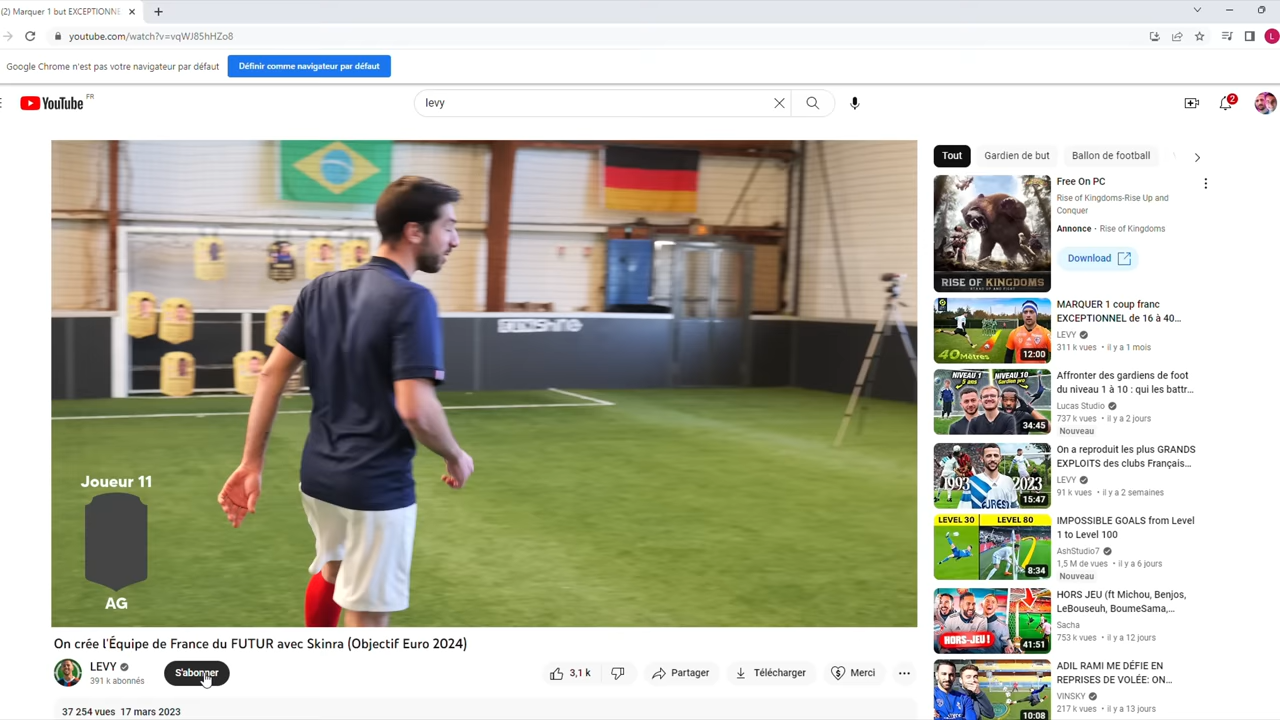 (2) Marquer 1 but EXCEPTIONNE
youtube.com/watch?v=vqWJ85hHZo8
Google Chrome n'est pas votre navigateur par défaut
Définir comme navigateur par défaut
YouTube FR
levy
2
L
Joueur 11
AG
On crée l'Équipe de France du FUTUR avec Skinra (Objectif Euro 2024)
LEVY
391 k abonnés
S'abonner
3,1 k
Partager
Télécharger
Merci
37 254 vues 17 mars 2023
Tout
Gardien de but
Ballon de football
RISE OF KINGDOMS
Free On PC
Rise of Kingdoms-Rise Up and
Conquer
Annonce • Rise of Kingdoms
Download
40 Mètres
12:00
MARQUER 1 coup franc
EXCEPTIONNEL de 16 à 40…
LEVY
311 k vues • il y a 1 mois
NIVEAU 1
5 ans
NIVEAU 10
Gardien pro
34:45
Affronter des gardiens de foot
du niveau 1 à 10 : qui les battr…
Lucas Studio
737 k vues • il y a 2 jours
Nouveau
1993
2023
15:47
On a reproduit les plus GRANDS
EXPLOITS des clubs Français…
LEVY
91 k vues • il y a 2 semaines
LEVEL 30
LEVEL 80
8:34
IMPOSSIBLE GOALS from Level
1 to Level 100
AshStudio7
1,5 M de vues • il y a 6 jours
Nouveau
HORS-JEU !
41:51
HORS JEU (ft Michou, Benjos,
LeBouseuh, BoumeSama,…
Sacha
753 k vues • il y a 12 jours
10:08
ADIL RAMI ME DÉFIE EN
REPRISES DE VOLÉE: ON…
VINSKY
217 k vues • il y a 13 jours